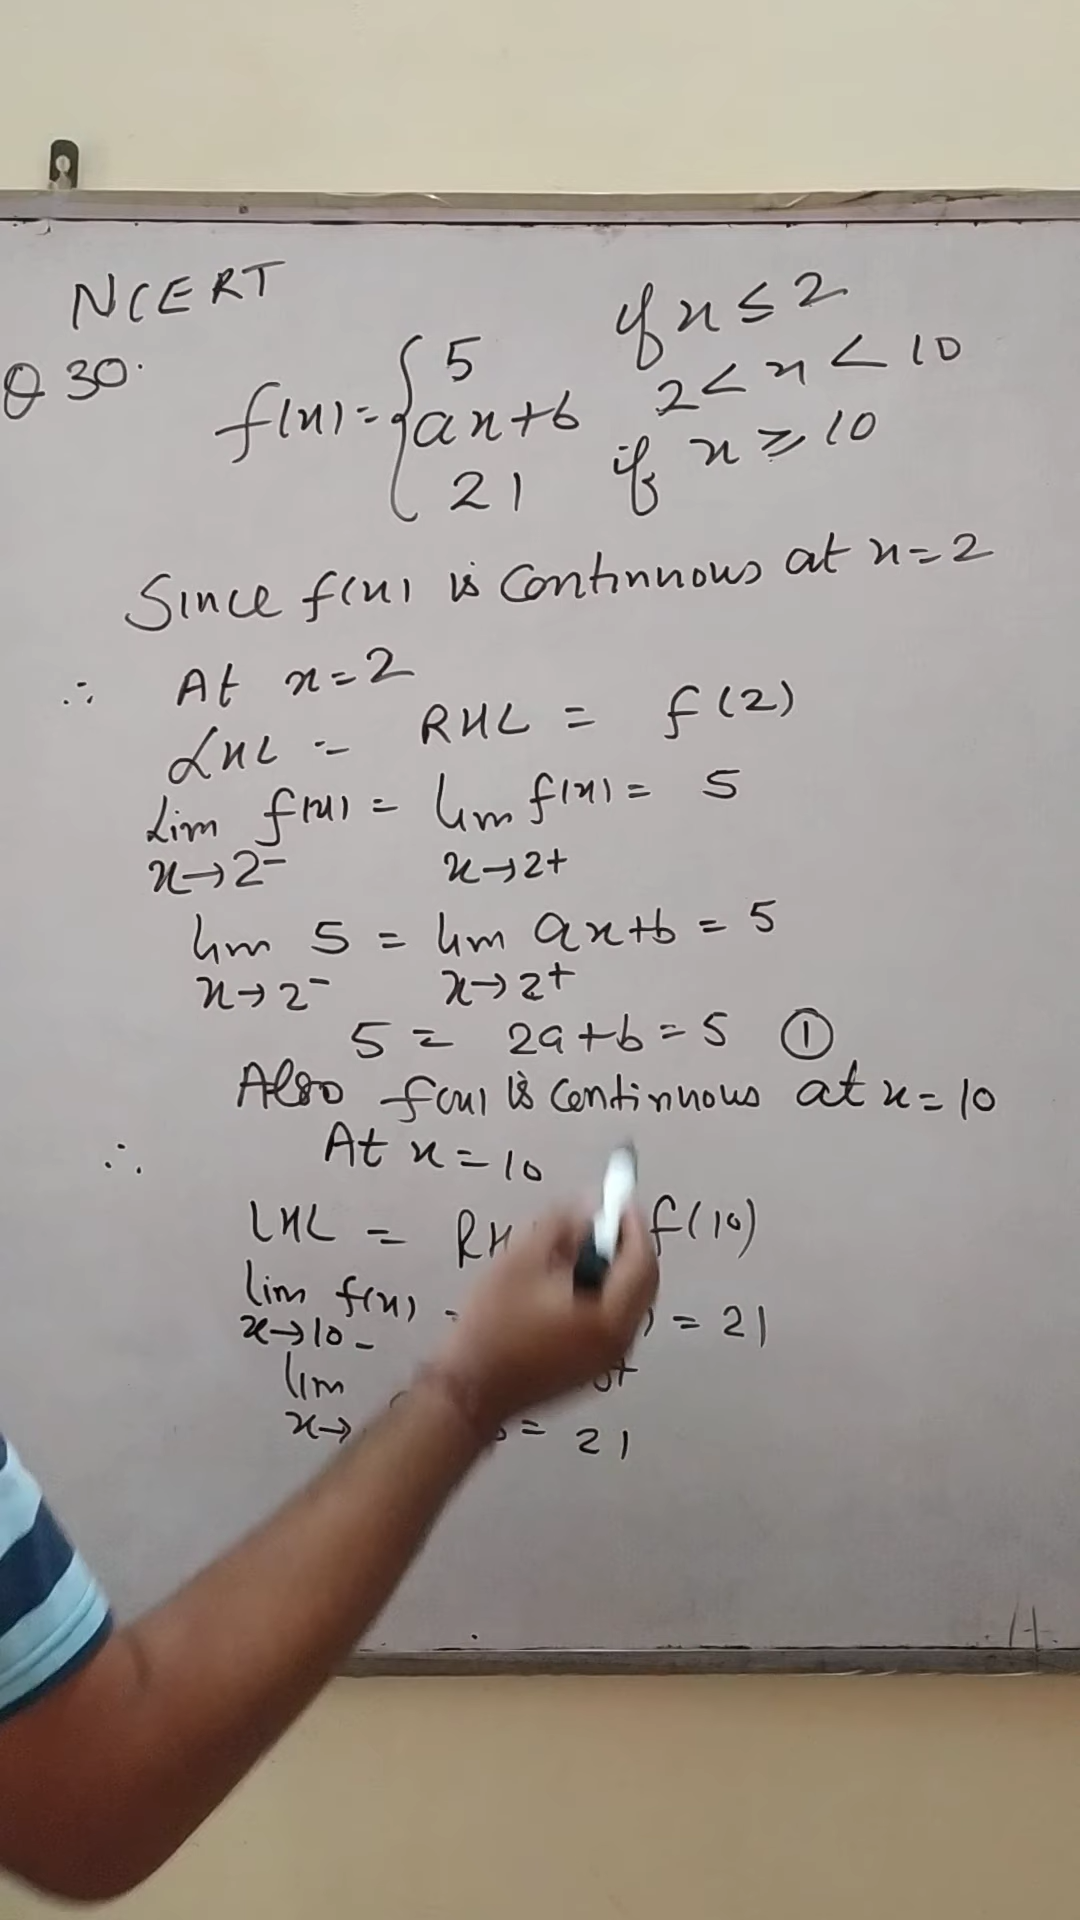 NCERT
Q 30.
f(x) = { 5 if x ≤ 2
ax+b 2 < x < 10
21 if x ≥ 10
Since f(x) is continuous at x=2
∴ At x=2
LHL = RHL = f(2)
Lim f(x) = lim f(x) = 5
x→2- x→2+
lim 5 = lim ax+b = 5
x→2- x→2+
5 = 2a+b = 5 ①
Also f(x) is continuous at x=10
∴ At x=10
LHL = f(10)
lim f(x) = ) = 21
x→10-
lim
x→ = 21